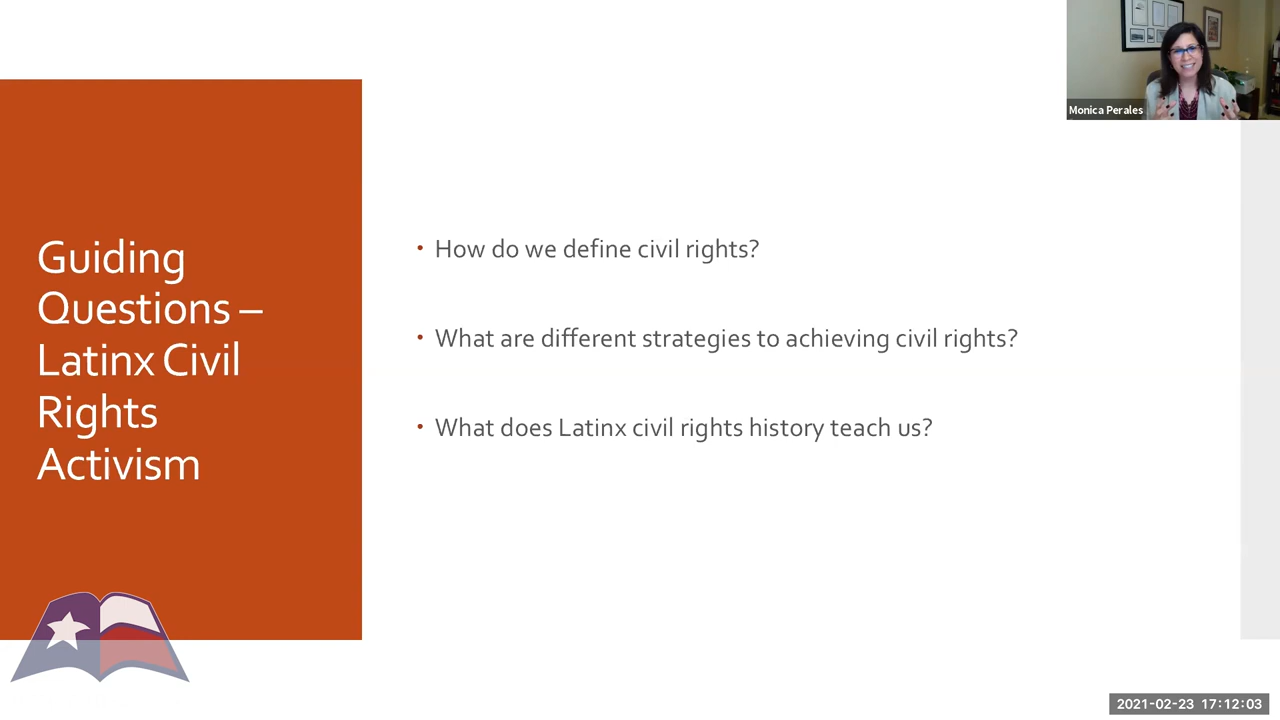 Monica Perales
Guiding
Questions –
Latinx Civil
Rights
Activism
• How do we define civil rights?
• What are different strategies to achieving civil rights?
• What does Latinx civil rights history teach us?
2021-02-23 17:12:03